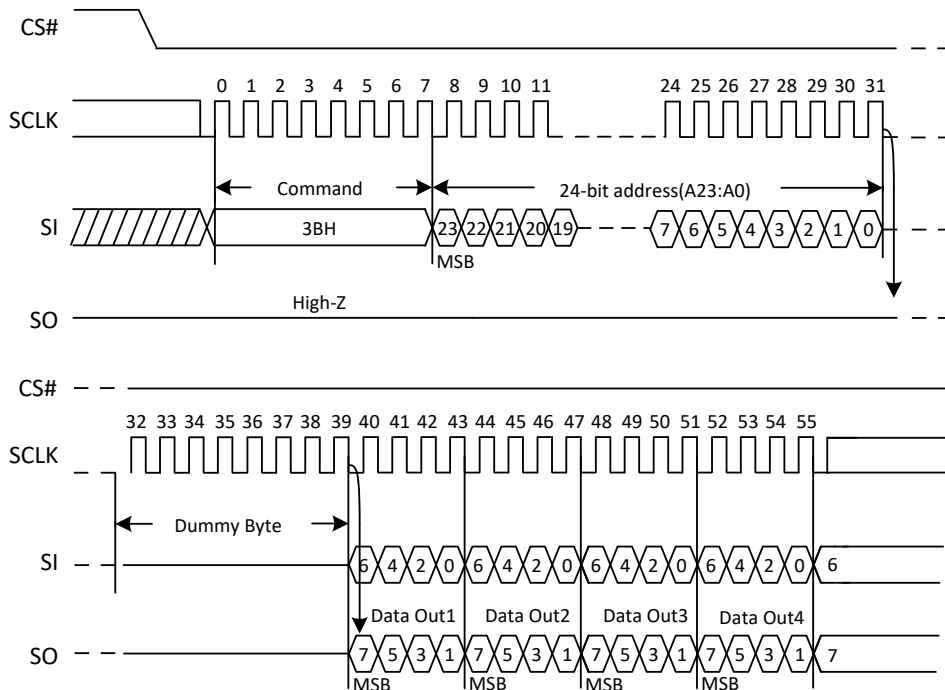 CS#
0 1 2 3 4 5 6 7 8 9 10 11 24 25 26 27 28 29 30 31
SCLK
Command 24-bit address(A23:A0)
SI 3BH 23 22 21 20 19 7 6 5 4 3 2 1 0
MSB
High-Z
SO
CS#
32 33 34 35 36 37 38 39 40 41 42 43 44 45 46 47 48 49 50 51 52 53 54 55
SCLK
Dummy Byte
SI 6 4 2 0 6 4 2 0 6 4 2 0 6 4 2 0 6
Data Out1 Data Out2 Data Out3 Data Out4
SO 7 5 3 1 7 5 3 1 7 5 3 1 7 5 3 1 7
MSB MSB MSB MSB